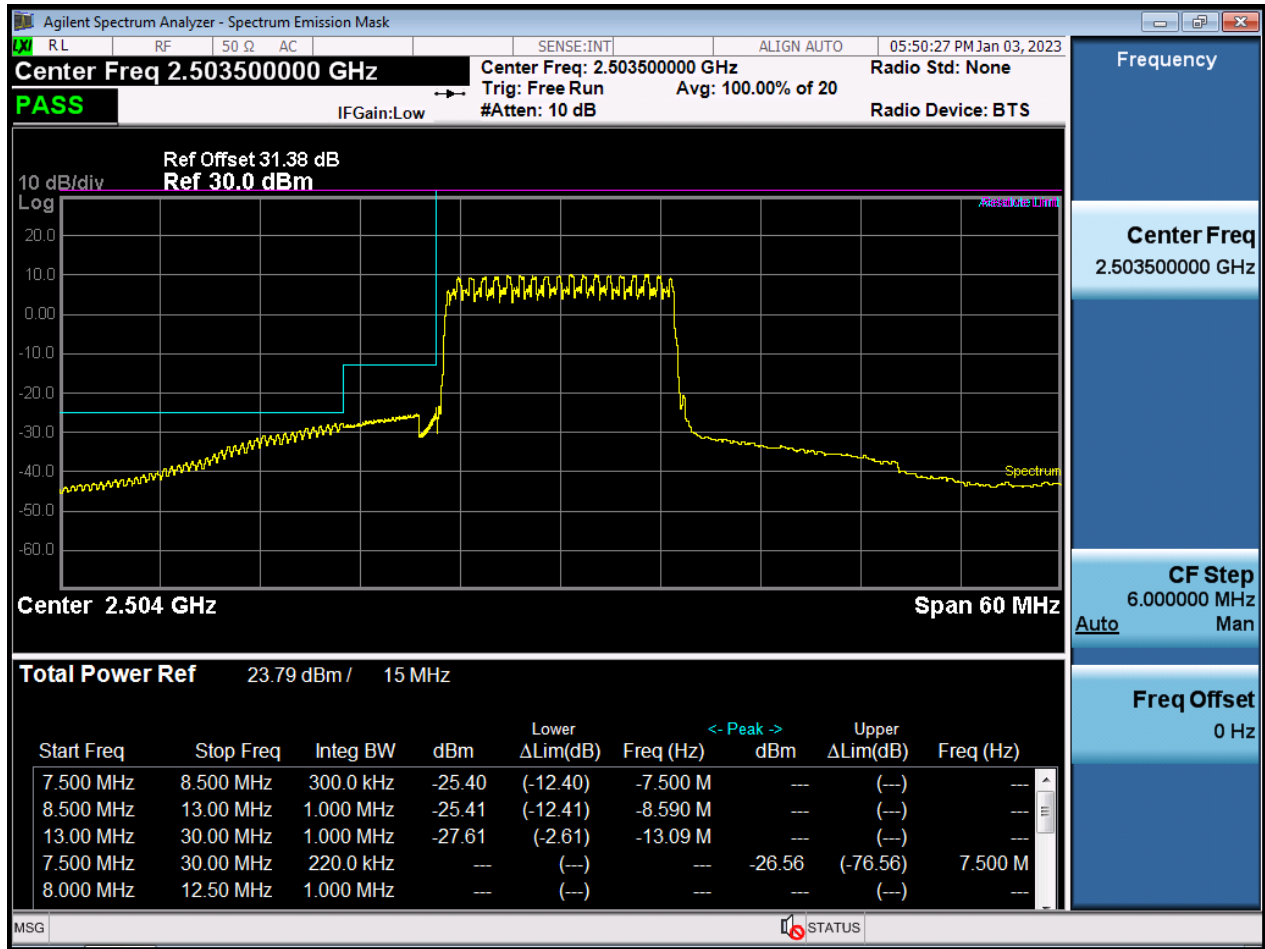 Agilent Spectrum Analyzer - Spectrum Emission Mask
LXI RL RF 50 Ω AC SENSE:INT ALIGN AUTO 05:50:27 PM Jan 03, 2023
Center Freq 2.503500000 GHz
Center Freq: 2.503500000 GHz Radio Std: None
Trig: Free Run Avg: 100.00% of 20
PASS IFGain:Low #Atten: 10 dB Radio Device: BTS
Ref Offset 31.38 dB
10 dB/div Ref 30.0 dBm
Log
20.0
10.0
0.00
-10.0
-20.0
-30.0
-40.0
-50.0
-60.0
Limit
Spectrum
Center 2.504 GHz Span 60 MHz
Total Power Ref 23.79 dBm / 15 MHz
Lower <- Peak -> Upper
Start Freq Stop Freq Integ BW dBm ΔLim(dB) Freq (Hz) dBm ΔLim(dB) Freq (Hz)
7.500 MHz 8.500 MHz 300.0 kHz -25.40 (-12.40) -7.500 M --- (---) ---
8.500 MHz 13.00 MHz 1.000 MHz -25.41 (-12.41) -8.590 M --- (---) ---
13.00 MHz 30.00 MHz 1.000 MHz -27.61 (-2.61) -13.09 M --- (---) ---
7.500 MHz 30.00 MHz 220.0 kHz --- (---) --- -26.56 (-76.56) 7.500 M
8.000 MHz 12.50 MHz 1.000 MHz --- (---) --- --- (---) ---
MSG STATUS
Frequency
Center Freq
2.503500000 GHz
CF Step
6.000000 MHz
Auto Man
Freq Offset
0 Hz